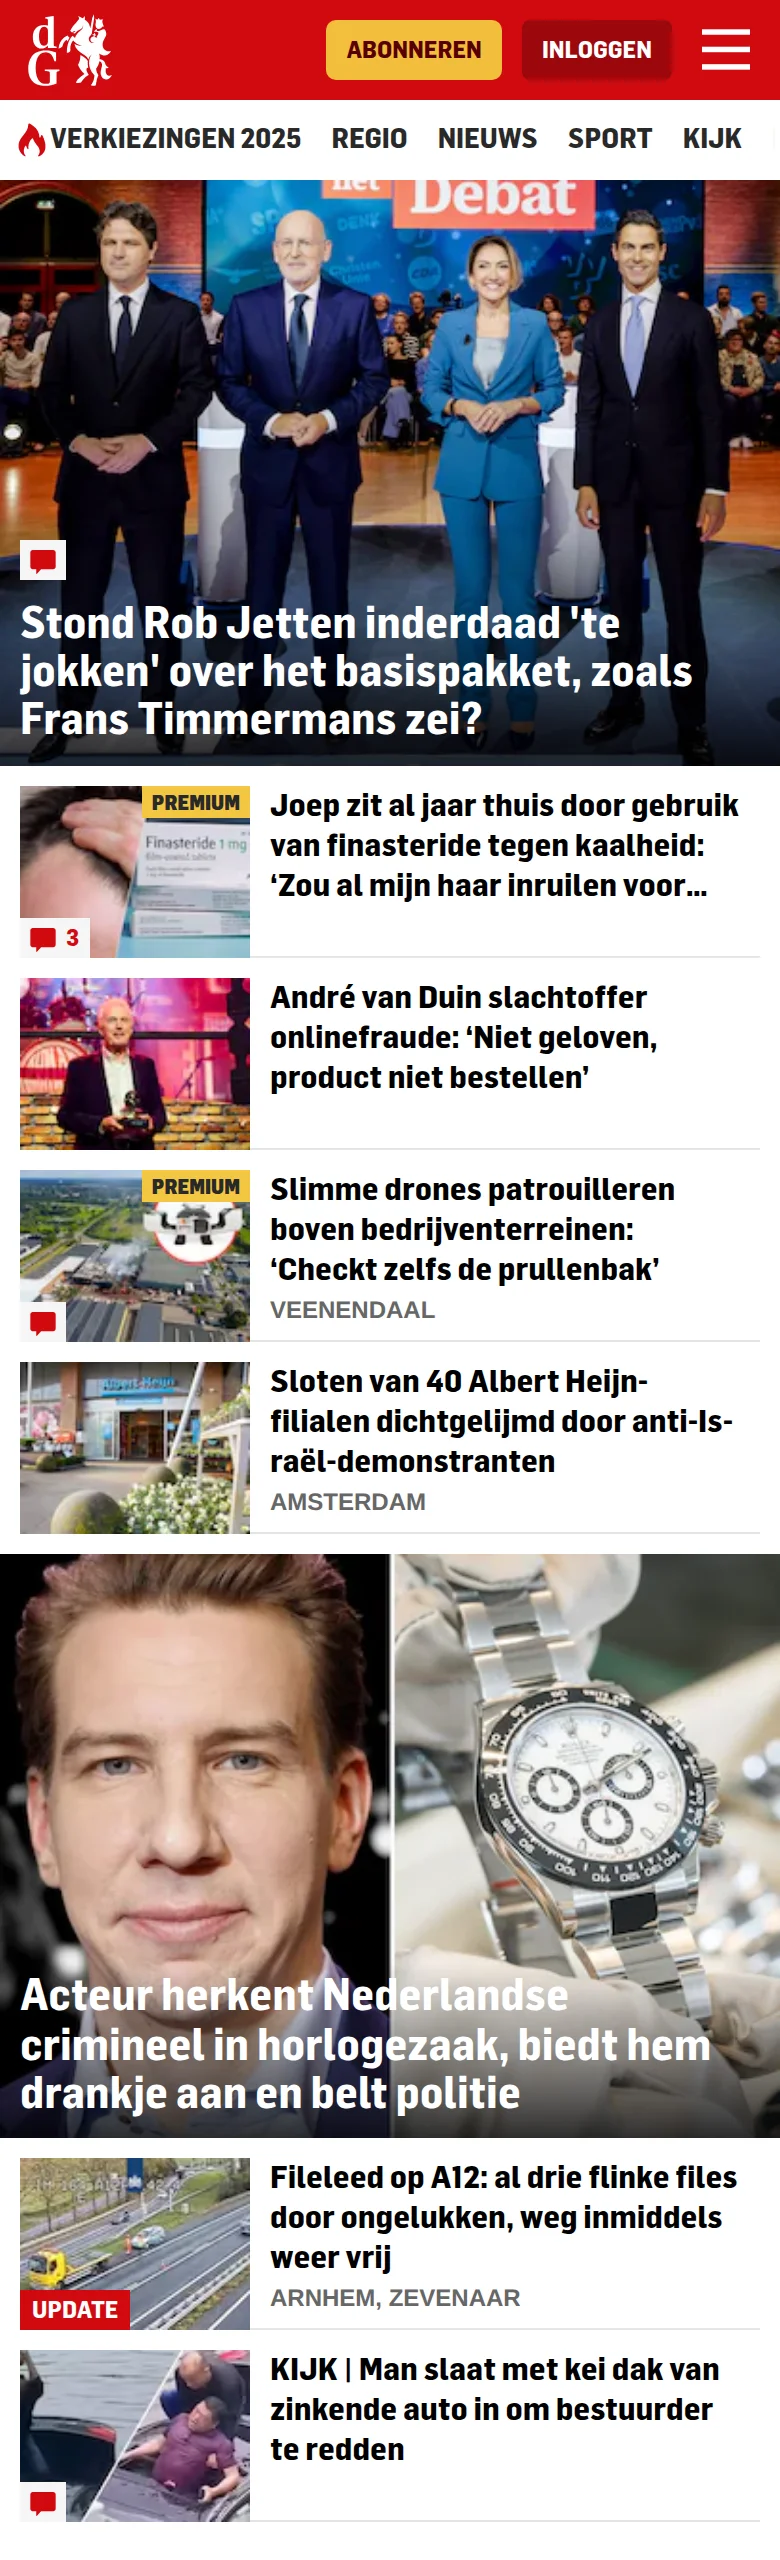 dG
ABONNEREN
INLOGGEN
VERKIEZINGEN 2025
REGIO
NIEUWS
SPORT
KIJK
het
Debat
DENK
CDA
Stond Rob Jetten inderdaad 'te
jokken' over het basispakket, zoals
Frans Timmermans zei?
PREMIUM
Finasteride 1 mg
3
Joep zit al jaar thuis door gebruik
van finasteride tegen kaalheid:
‘Zou al mijn haar inruilen voor...
André van Duin slachtoffer
onlinefraude: ‘Niet geloven,
product niet bestellen’
PREMIUM
Slimme drones patrouilleren
boven bedrijventerreinen:
‘Checkt zelfs de prullenbak’
VEENENDAAL
Albert Heijn
Sloten van 40 Albert Heijn-
filialen dichtgelijmd door anti-Is-
raël-demonstranten
AMSTERDAM
Acteur herkent Nederlandse
crimineel in horlogezaak, biedt hem
drankje aan en belt politie
UPDATE
Fileleed op A12: al drie flinke files
door ongelukken, weg inmiddels
weer vrij
ARNHEM, ZEVENAAR
KIJK | Man slaat met kei dak van
zinkende auto in om bestuurder
te redden